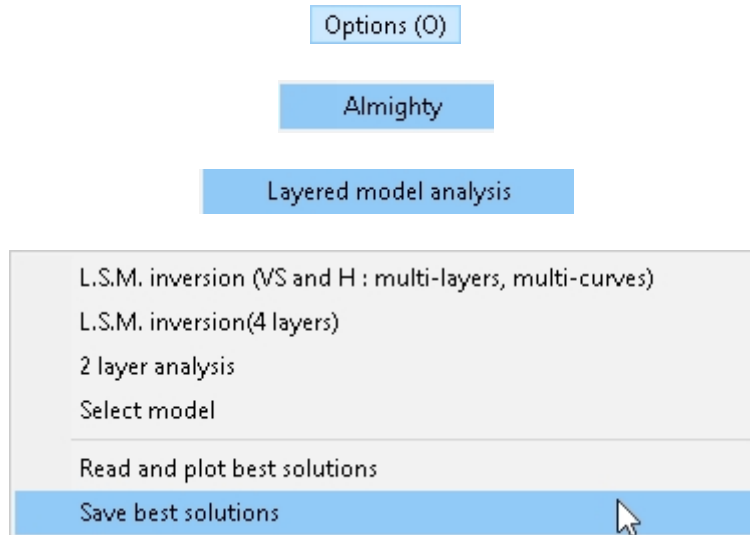 Options (O)
Almighty
Layered model analysis
L.S.M. inversion (VS and H : multi-layers, multi-curves)
L.S.M. inversion(4 layers)
2 layer analysis
Select model
Read and plot best solutions
Save best solutions